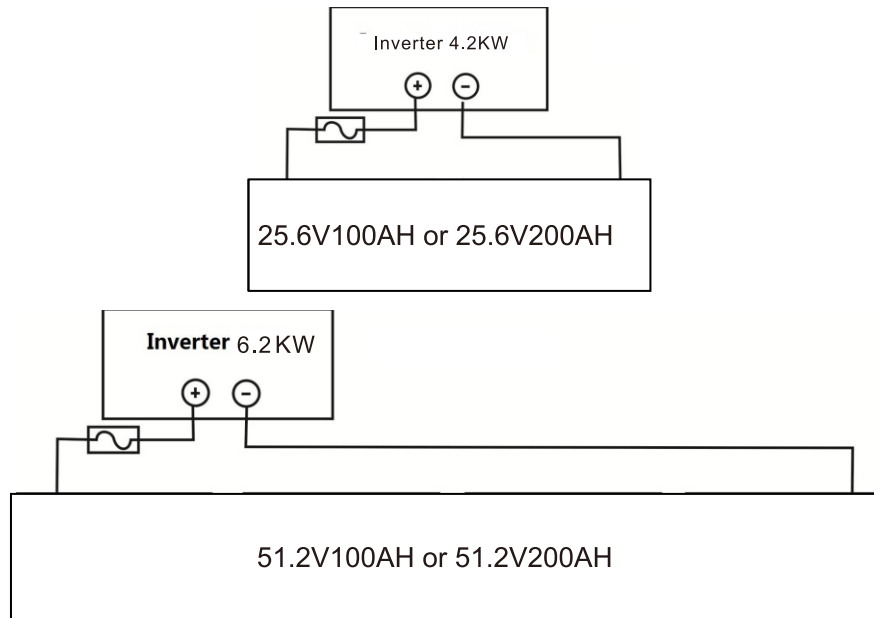 Inverter 4.2KW
+ −
25.6V100AH or 25.6V200AH
Inverter 6.2KW
+ −
51.2V100AH or 51.2V200AH